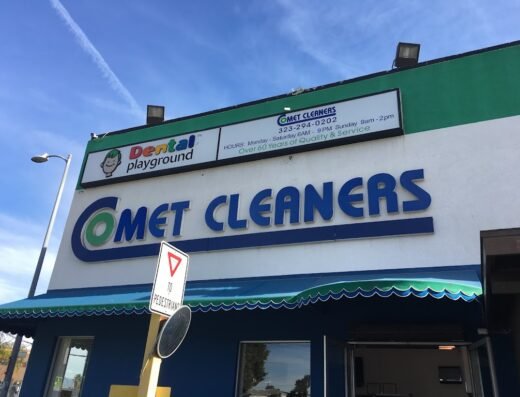 Dental
playground
COMET CLEANERS
323-294-0202
HOURS: Monday - Saturday 6AM - 9PM Sunday 9am - 2pm
Over 60 Years of Quality & Service
COMET CLEANERS
TO
PEDESTRIANS